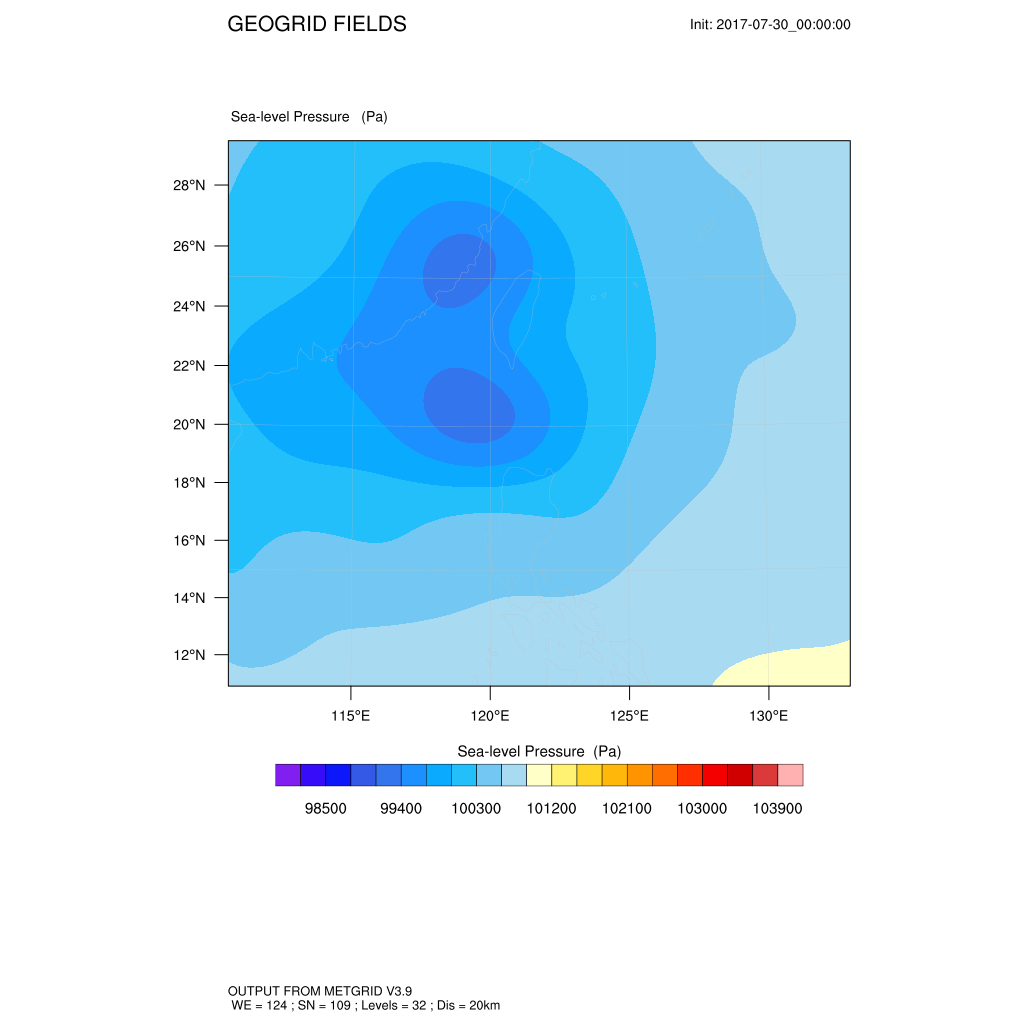 GEOGRID FIELDS
Init: 2017-07-30_00:00:00
Sea-level Pressure (Pa)
28°N
26°N
24°N
22°N
20°N
18°N
16°N
14°N
12°N
115°E 120°E 125°E 130°E
Sea-level Pressure (Pa)
98500 99400 100300 101200 102100 103000 103900
OUTPUT FROM METGRID V3.9
WE = 124 ; SN = 109 ; Levels = 32 ; Dis = 20km